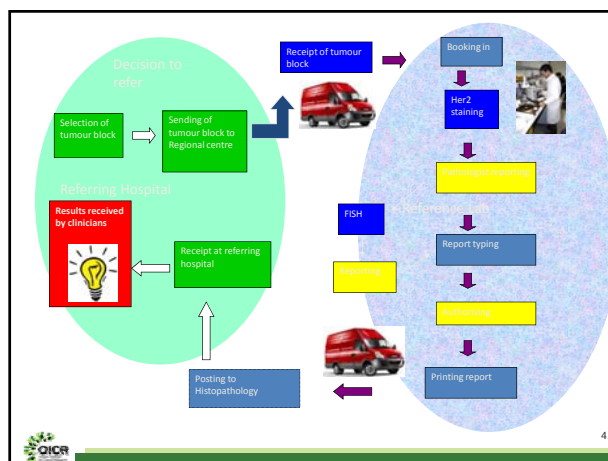 Decision to
refer
Receipt of tumour
block
Booking in
Selection of
tumour block
Sending of
tumour block to
Regional centre
Her2
staining
Pathologist reporting
Referring Hospital
Results received
by clinicians
FISH
Reference Lab
Receipt at referring
hospital
Report typing
Authorising
Posting to
Histopathology
Printing report
QICR
4